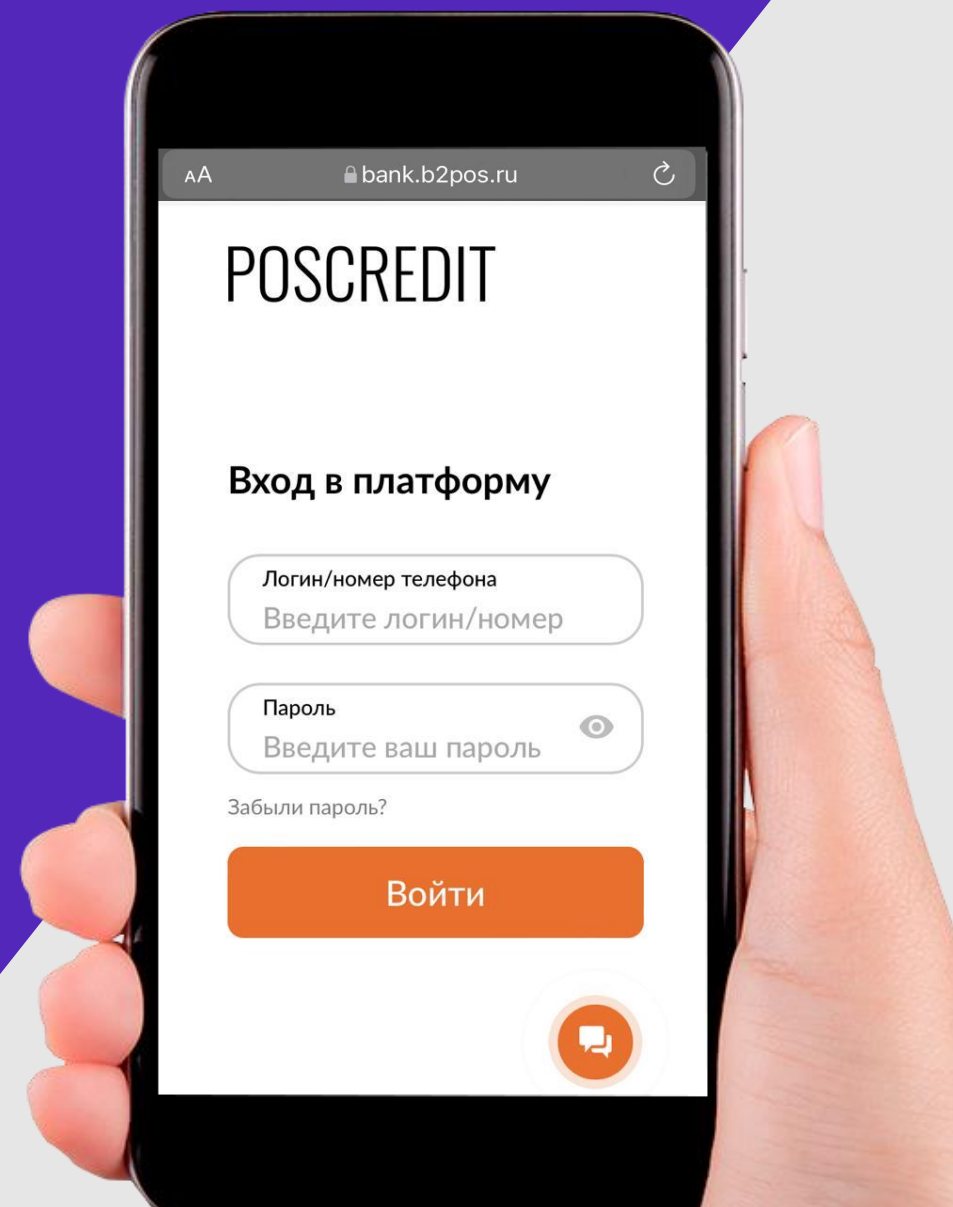 AA
bank.b2pos.ru
POSCREDIT
Вход в платформу
Логин/номер телефона
Введите логин/номер
Пароль
Введите ваш пароль
Забыли пароль?
Войти